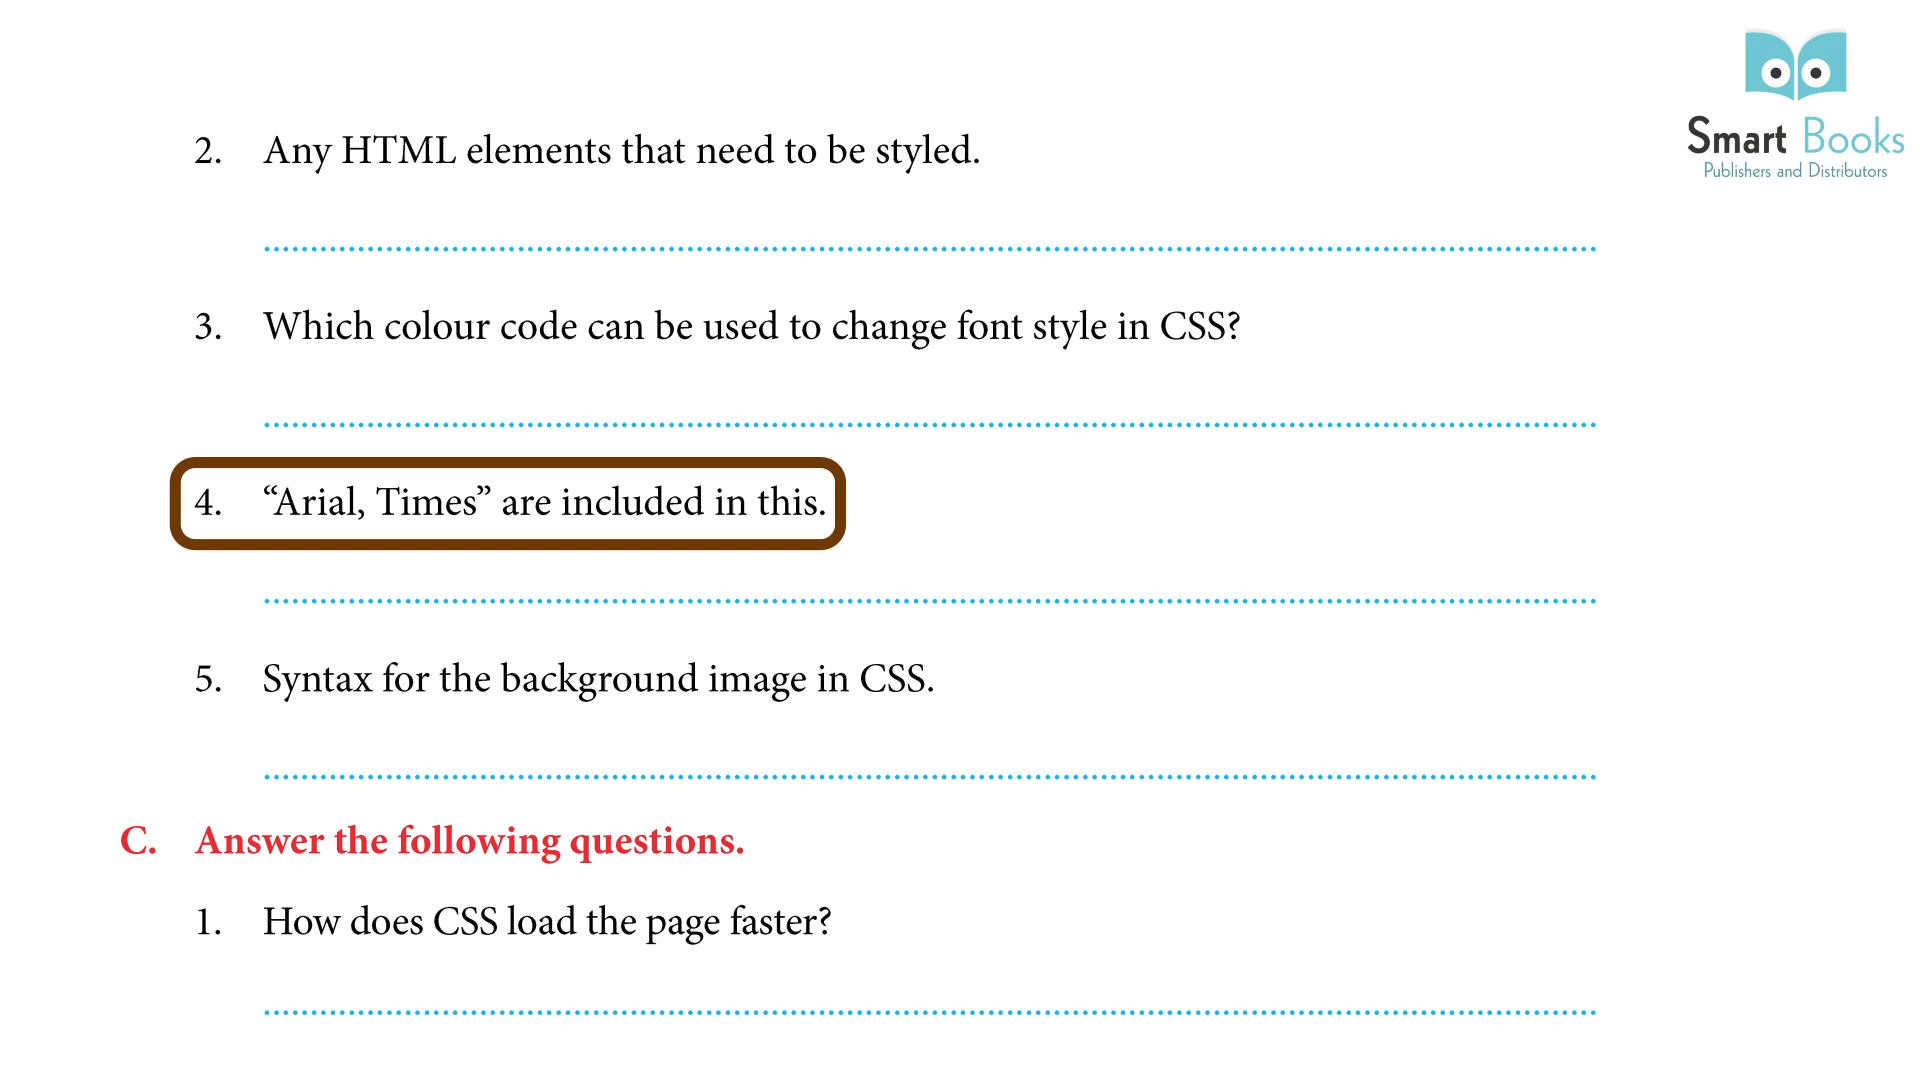 Smart Books
Publishers and Distributors
2. Any HTML elements that need to be styled.
3. Which colour code can be used to change font style in CSS?
4. “Arial, Times” are included in this.
5. Syntax for the background image in CSS.
C. Answer the following questions.
1. How does CSS load the page faster?